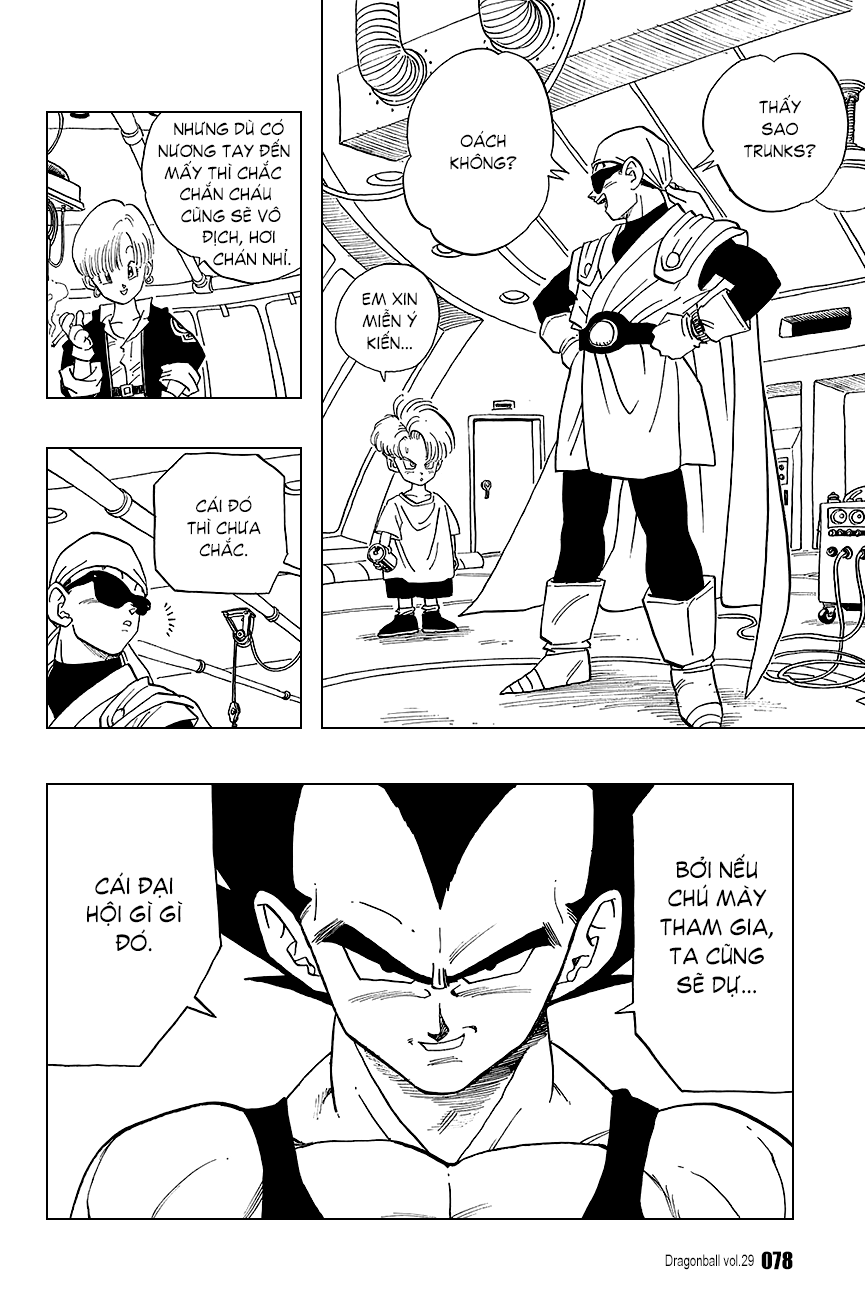 THẤY
SAO
TRUNKS?
OÁCH
KHÔNG?
EM XIN
MIỄN Ý
KIẾN...
NHƯNG DÙ CÓ
NƯƠNG TAY ĐẾN
MẤY THÌ CHẮC
CHẮN CHÁU
CŨNG SẼ VÔ
ĐỊCH, HƠI
CHÁN NHỈ.
CÁI ĐÓ
THÌ CHƯA
CHẮC.
BỞI NẾU
CHÚ MÀY
THAM GIA,
TA CŨNG
SẼ DỰ...
CÁI ĐẠI
HỘI GÌ GÌ
ĐÓ.
Dragonball vol.29 078